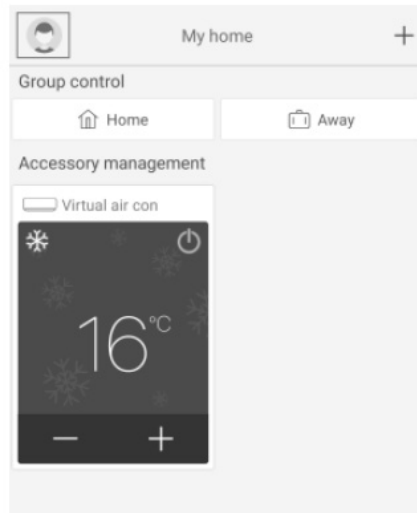 My home +
Group control
Home Away
Accessory management
Virtual air con
16°C
− +